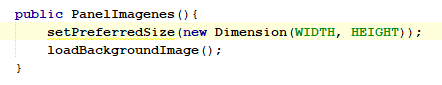 public PanelImagenes(){
setPreferredSize(new Dimension(WIDTH, HEIGHT));
loadBackgroundImage();
}